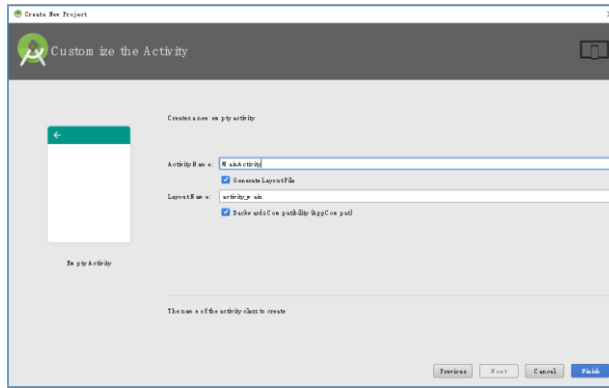 Create New Project
Customize the Activity
Creates a new empty activity
Activity Name: MainActivity
Generate Layout File
Layout Name: activity_main
Backwards Compatibility (AppCompat)
Empty Activity
The name of the activity class to create
Previous Next Cancel Finish